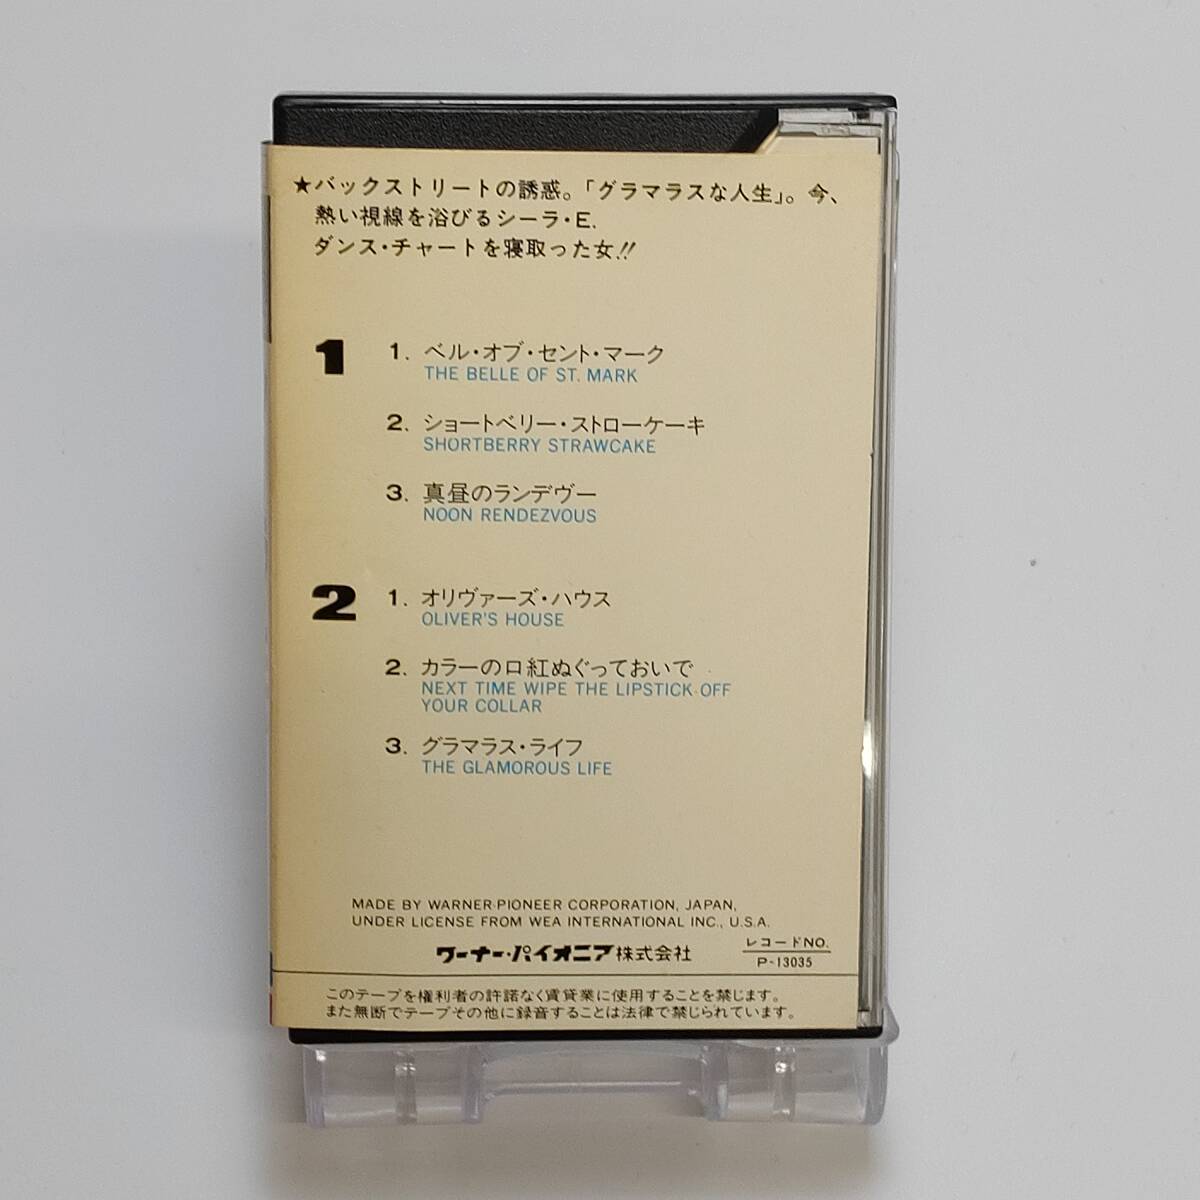 ★バックストリートの誘惑。「グラマラスな人生」。今、
熱い視線を浴びるシーラ・E.
ダンス・チャートを寝取った女!!
1
1. ベル・オブ・セント・マーク
THE BELLE OF ST. MARK
2. ショートベリー・ストローケーキ
SHORTBERRY STRAWCAKE
3. 真昼のランデヴー
NOON RENDEZVOUS
2
1. オリヴァーズ・ハウス
OLIVER'S HOUSE
2. カラーの口紅ぬぐっておいで
NEXT TIME WIPE THE LIPSTICK OFF
YOUR COLLAR
3. グラマラス・ライフ
THE GLAMOROUS LIFE
MADE BY WARNER-PIONEER CORPORATION, JAPAN,
UNDER LICENSE FROM WEA INTERNATIONAL INC., U.S.A.
ワーナー・パイオニア株式会社
レコードNO.
P-13035
このテープを権利者の許諾なく賃貸業に使用することを禁じます。
また無断でテープその他に録音することは法律で禁じられています。